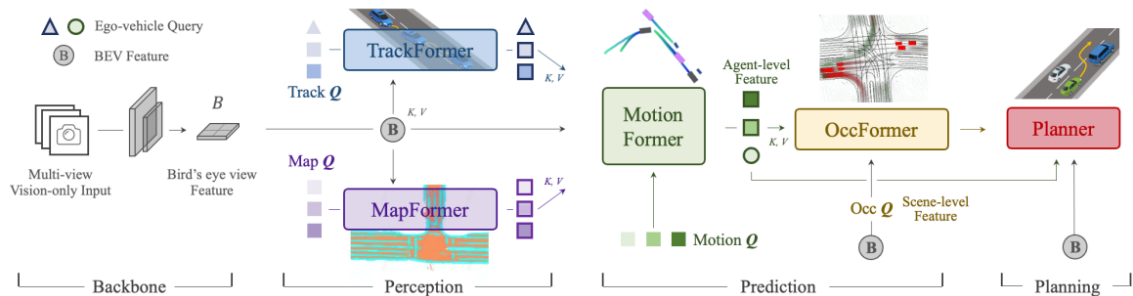 Ego-vehicle Query
B
BEV Feature
Multi-view
Vision-only Input
B
Bird's eye view
Feature
TrackFormer
Track Q
K, V
K, V
B
Map Q
MapFormer
K, V
Motion
Former
Motion Q
Agent-level
Feature
K, V
OccFormer
Occ Q
Scene-level
Feature
B
Planner
B
Backbone
Perception
Prediction
Planning